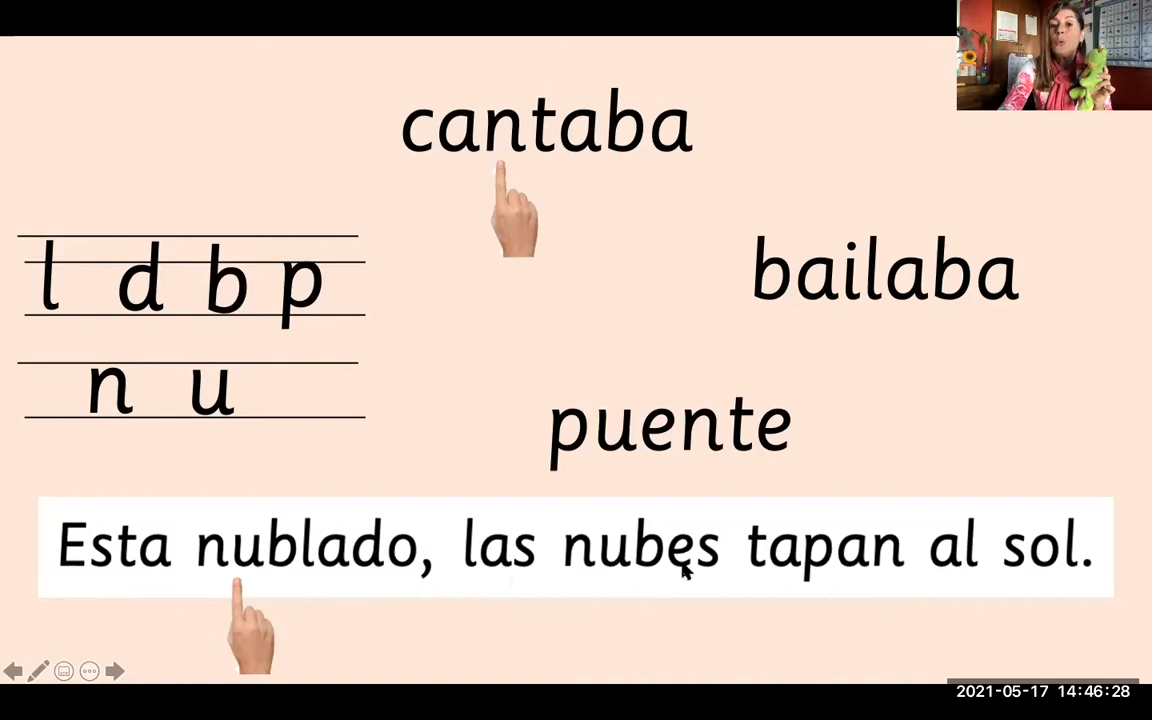 cantaba
l d b p
bailaba
n u
puente
Esta nublado, las nubes tapan al sol.
2021-05-17 14:46:28